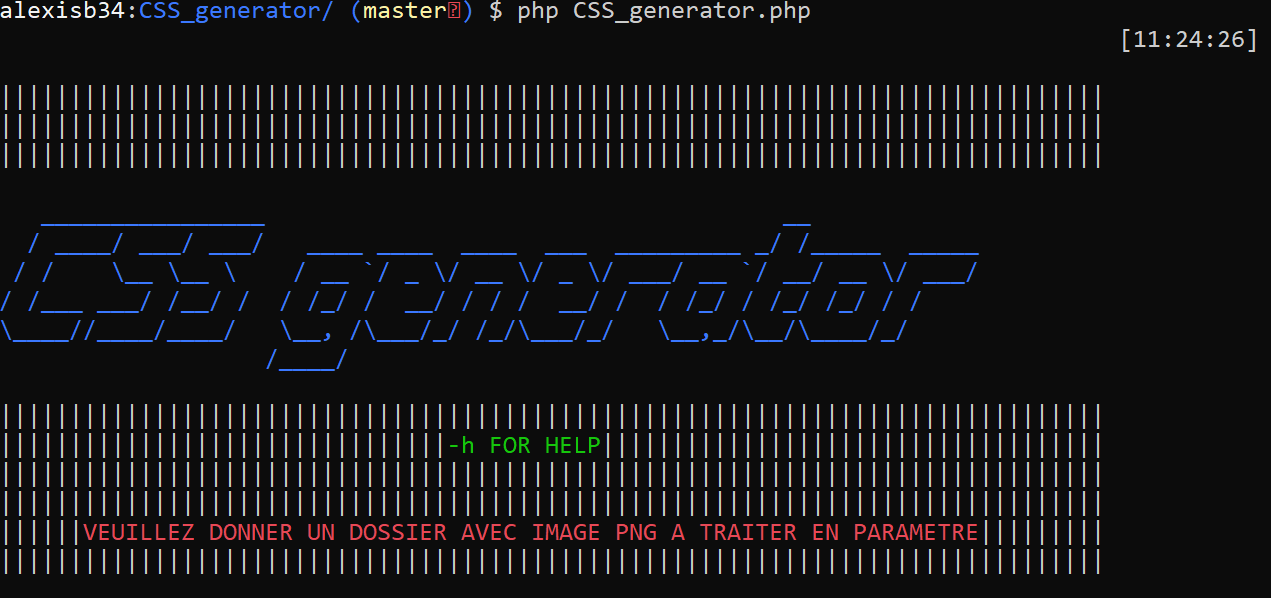 alexisb34:CSS_generator/ (master) $ php CSS_generator.php
[11:24:26]
CSS generator
-h FOR HELP
VEUILLEZ DONNER UN DOSSIER AVEC IMAGE PNG A TRAITER EN PARAMETRE